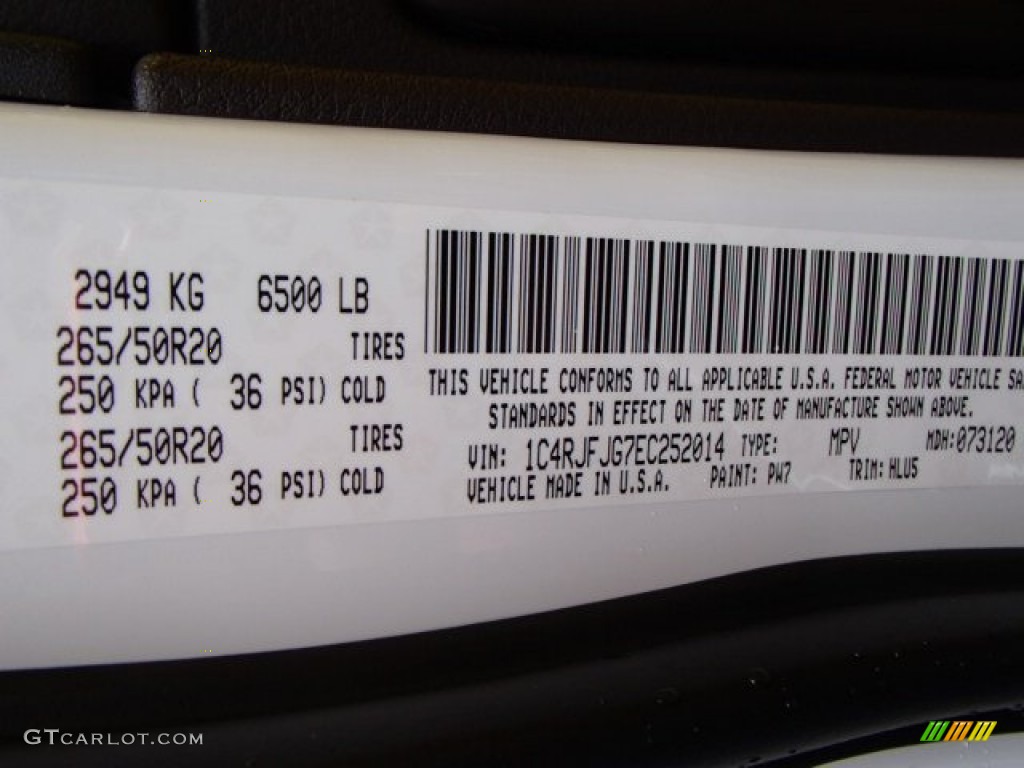 2949 KG 6500 LB
265/50R20 TIRES
250 KPA ( 36 PSI) COLD
265/50R20 TIRES
250 KPA ( 36 PSI) COLD
THIS VEHICLE CONFORMS TO ALL APPLICABLE U.S.A. FEDERAL MOTOR VEHICLE SA
STANDARDS IN EFFECT ON THE DATE OF MANUFACTURE SHOWN ABOVE.
VIN: 1C4RJFJG7EC252014 TYPE: MPV MDH:073120
VEHICLE MADE IN U.S.A. PAINT: PW7 TRIM: HLU5
GTCARLOT.COM